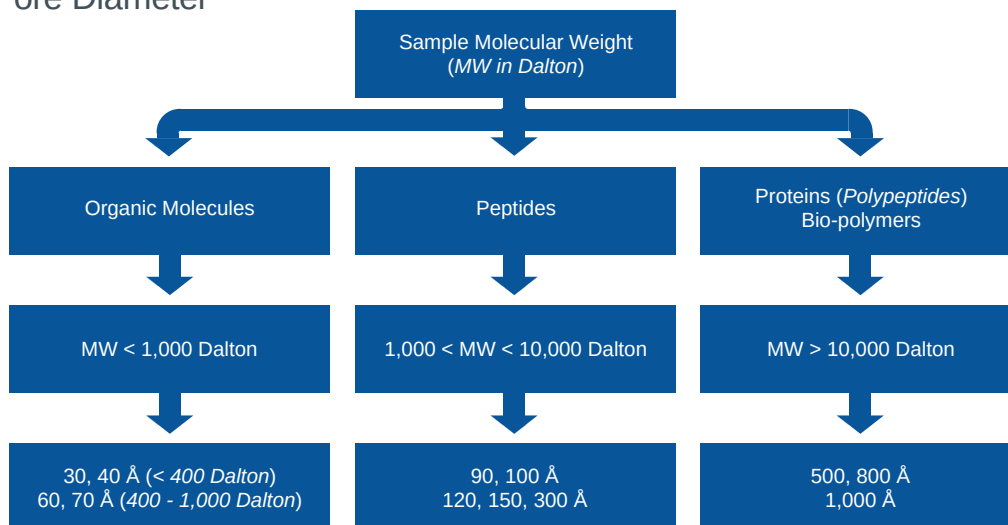 ore Diameter
Sample Molecular Weight
(MW in Dalton)
Organic Molecules
Peptides
Proteins (Polypeptides)
Bio-polymers
MW < 1,000 Dalton
1,000 < MW < 10,000 Dalton
MW > 10,000 Dalton
30, 40 Å (< 400 Dalton)
60, 70 Å (400 - 1,000 Dalton)
90, 100 Å
120, 150, 300 Å
500, 800 Å
1,000 Å